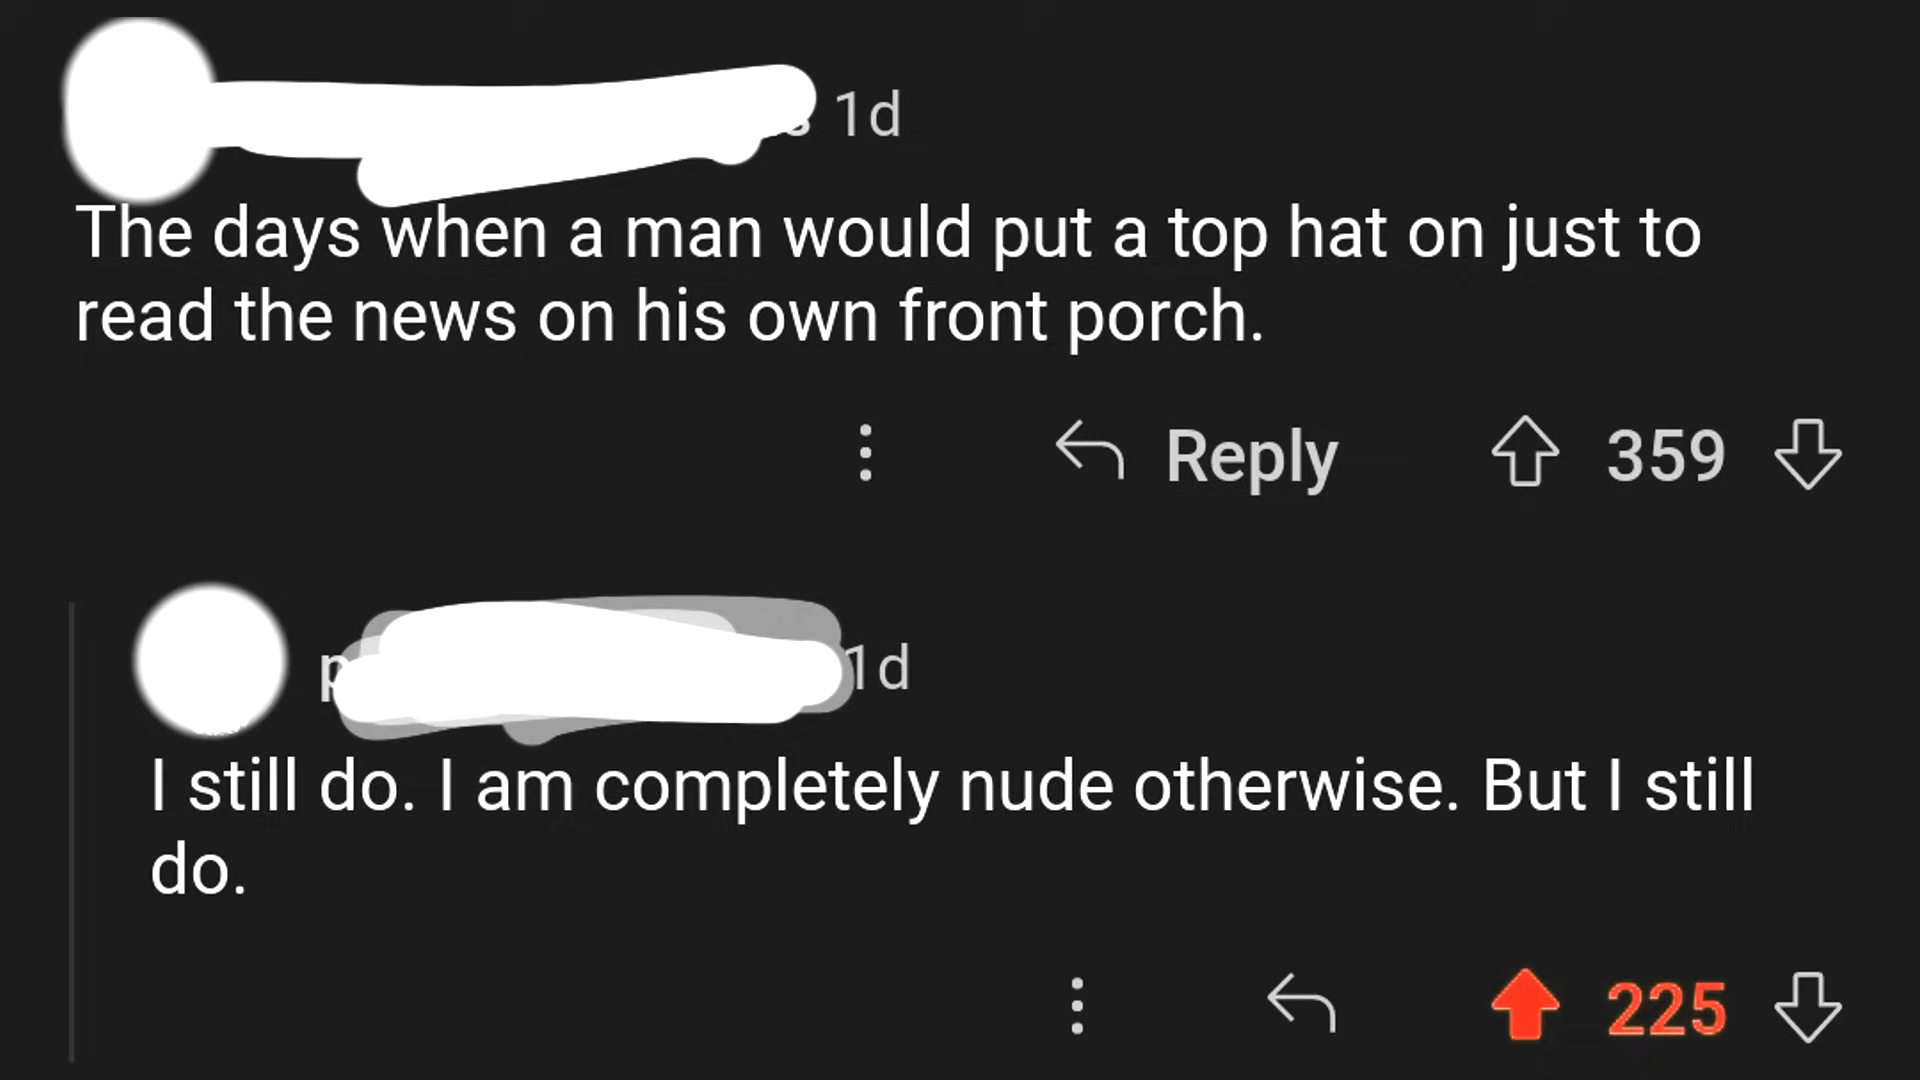 1d
The days when a man would put a top hat on just to
read the news on his own front porch.
Reply 359
1d
I still do. I am completely nude otherwise. But I still
do.
225